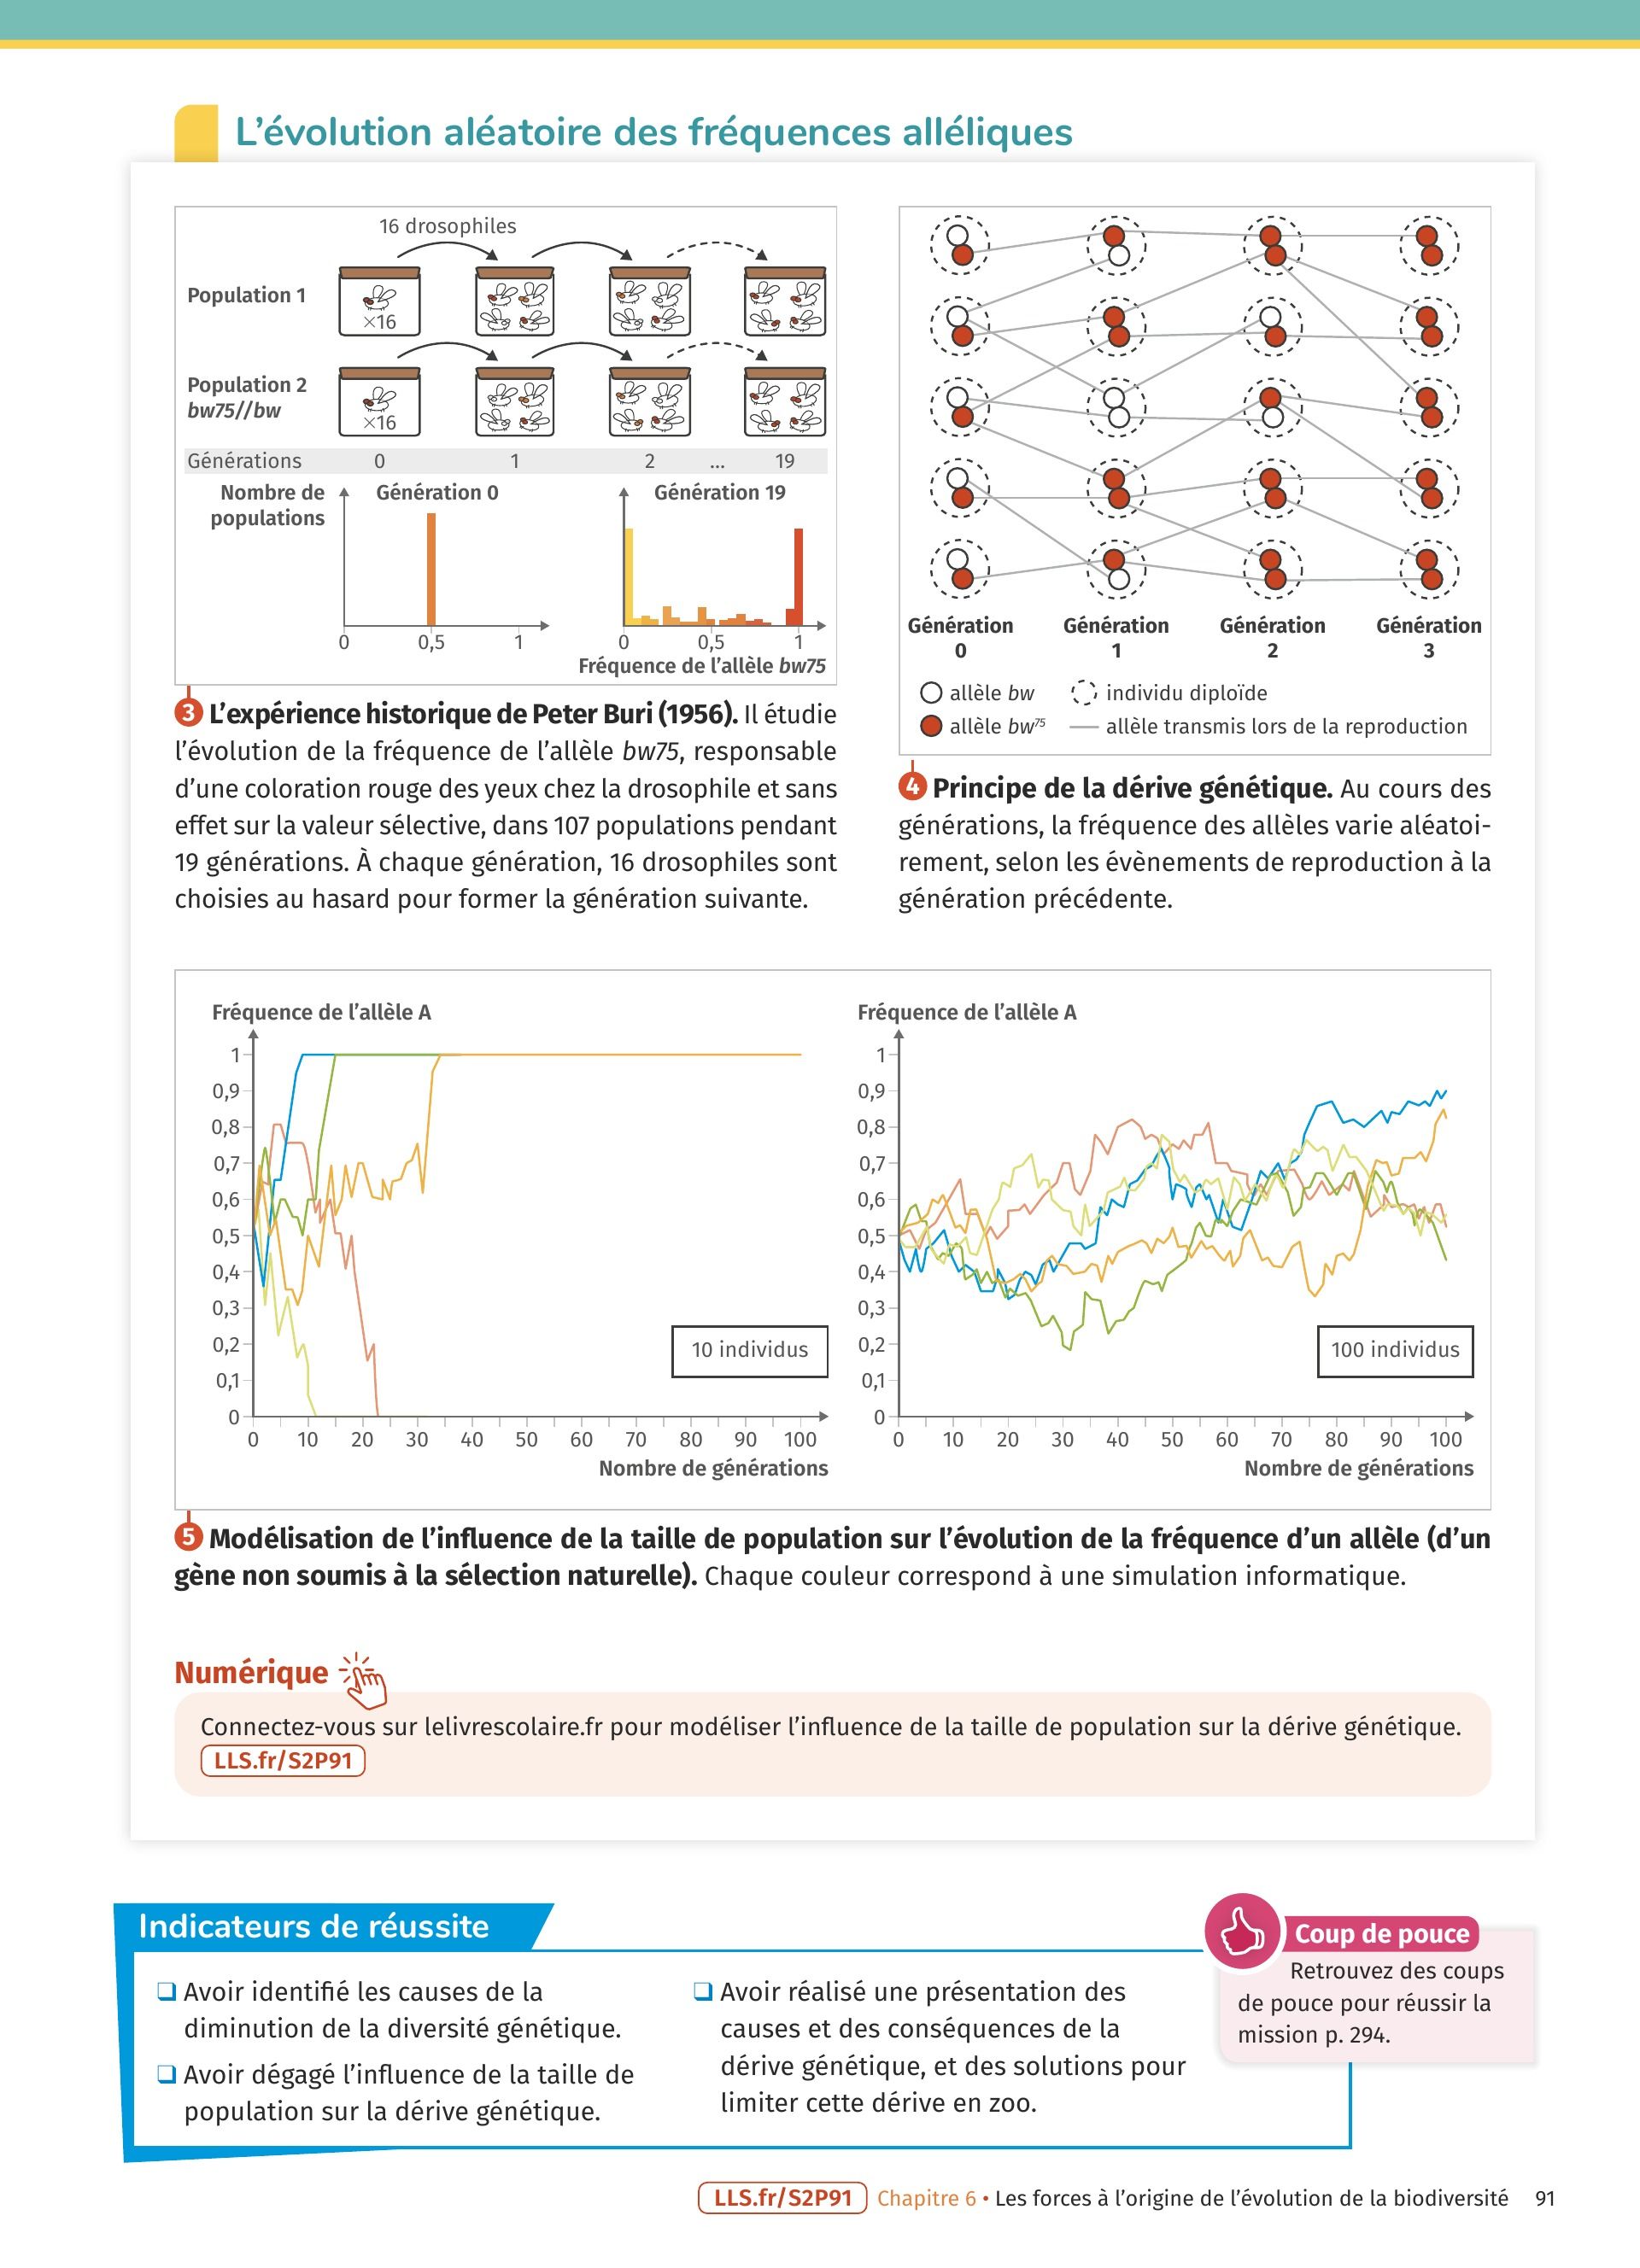 L'évolution aléatoire des fréquences alléliques
16 drosophiles
Population 1
×16
Population 2
bw75//bw
×16
Générations 0 1 2 ... 19
Nombre de
populations
Génération 0
0 0,5 1
Génération 19
0 0,5 1
Fréquence de l'allèle bw75
3 L'expérience historique de Peter Buri (1956). Il étudie
l'évolution de la fréquence de l'allèle bw75, responsable
d'une coloration rouge des yeux chez la drosophile et sans
effet sur la valeur sélective, dans 107 populations pendant
19 générations. À chaque génération, 16 drosophiles sont
choisies au hasard pour former la génération suivante.
Génération Génération Génération Génération
0 1 2 3
allèle bw individu diploïde
allèle bw75 allèle transmis lors de la reproduction
4 Principe de la dérive génétique. Au cours des
générations, la fréquence des allèles varie aléatoi-
rement, selon les évènements de reproduction à la
génération précédente.
Fréquence de l'allèle A
1
0,9
0,8
0,7
0,6
0,5
0,4
0,3
0,2
0,1
0
10 individus
0 10 20 30 40 50 60 70 80 90 100
Nombre de générations
Fréquence de l'allèle A
1
0,9
0,8
0,7
0,6
0,5
0,4
0,3
0,2
0,1
0
100 individus
0 10 20 30 40 50 60 70 80 90 100
Nombre de générations
5 Modélisation de l'influence de la taille de population sur l'évolution de la fréquence d'un allèle (d'un
gène non soumis à la sélection naturelle). Chaque couleur correspond à une simulation informatique.
Numérique
Connectez-vous sur lelivrescolaire.fr pour modéliser l'influence de la taille de population sur la dérive génétique.
LLS.fr/S2P91
Indicateurs de réussite
❑ Avoir identifié les causes de la
diminution de la diversité génétique.
❑ Avoir dégagé l'influence de la taille de
population sur la dérive génétique.
❑ Avoir réalisé une présentation des
causes et des conséquences de la
dérive génétique, et des solutions pour
limiter cette dérive en zoo.
Coup de pouce
Retrouvez des coups
de pouce pour réussir la
mission p. 294.
LLS.fr/S2P91 Chapitre 6 • Les forces à l'origine de l'évolution de la biodiversité 91